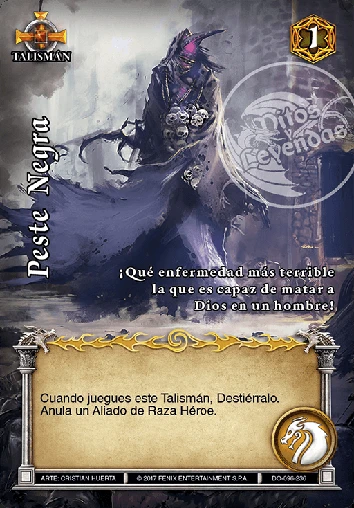 TALISMÁN
1
Mitos y
Leyendas
Peste Negra
¡Qué enfermedad más terrible
la que es capaz de matar a
Dios en un hombre!
Cuando juegues este Talismán, Destiérralo.
Anula un Aliado de Raza Héroe.
ARTE: CRISTIAN HUERTA
© 2017 FENIX ENTERTAINMENT S.P.A.